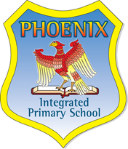 PHOENIX
Integrated
Primary School